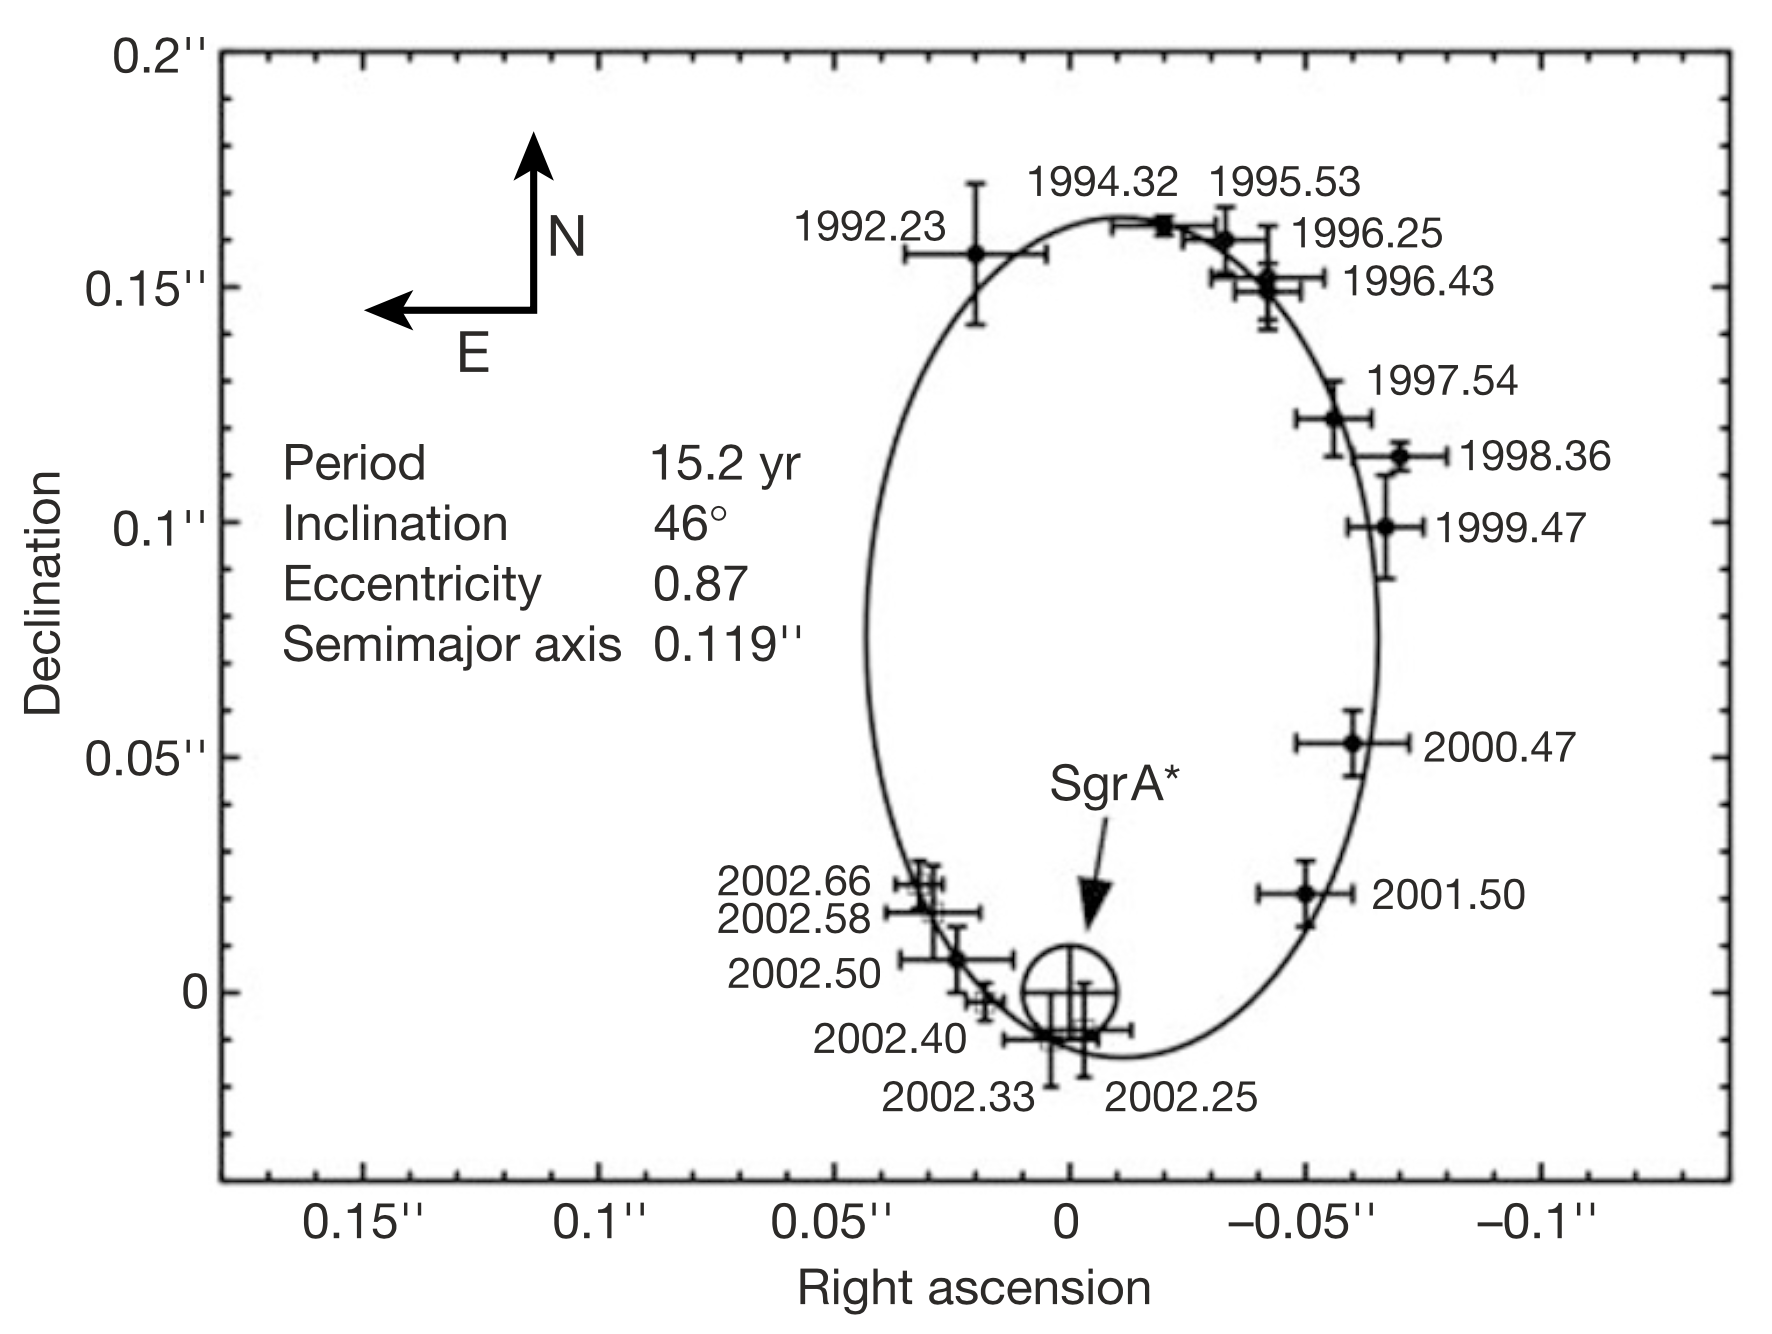 0.2''
1994.32 1995.53
1992.23
N
1996.25
0.15''
1996.43
E
1997.54
Period 15.2 yr
1998.36
Inclination 46°
0.1''
1999.47
Eccentricity 0.87
Semimajor axis 0.119''
Declination
0.05''
2000.47
SgrA*
2002.66
2001.50
2002.58
2002.50
0
2002.40
2002.33 2002.25
0.15'' 0.1'' 0.05'' 0 –0.05'' –0.1''
Right ascension